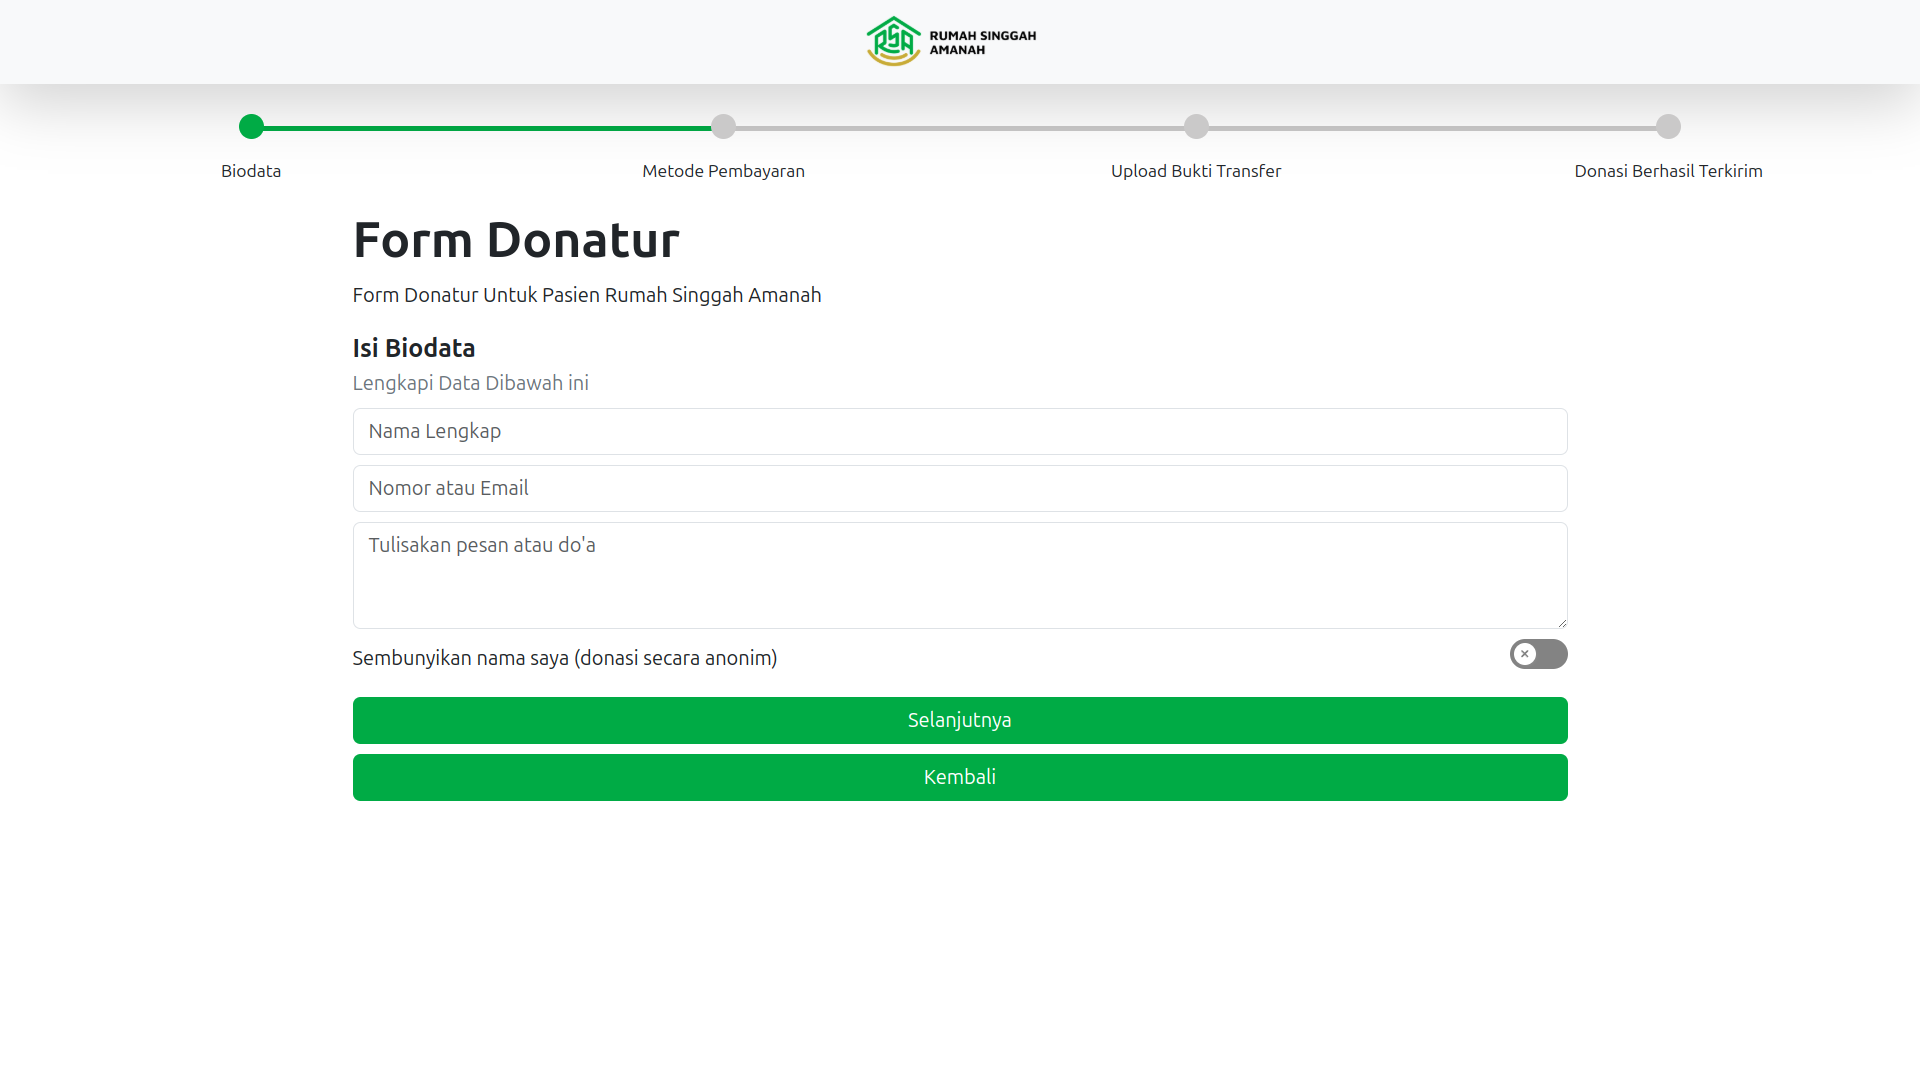 RUMAH SINGGAH
AMANAH
Biodata
Metode Pembayaran
Upload Bukti Transfer
Donasi Berhasil Terkirim
Form Donatur
Form Donatur Untuk Pasien Rumah Singgah Amanah
Isi Biodata
Lengkapi Data Dibawah ini
Nama Lengkap
Nomor atau Email
Tulisakan pesan atau do'a
Sembunyikan nama saya (donasi secara anonim)
Selanjutnya
Kembali